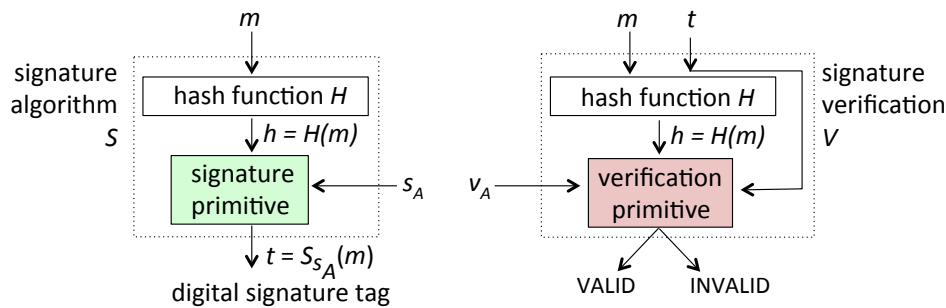 m
signature
algorithm
S
hash function H
h = H(m)
signature
primitive
s_A
t = S_{s_A}(m)
digital signature tag
m
t
signature
verification
V
hash function H
h = H(m)
v_A
verification
primitive
VALID
INVALID